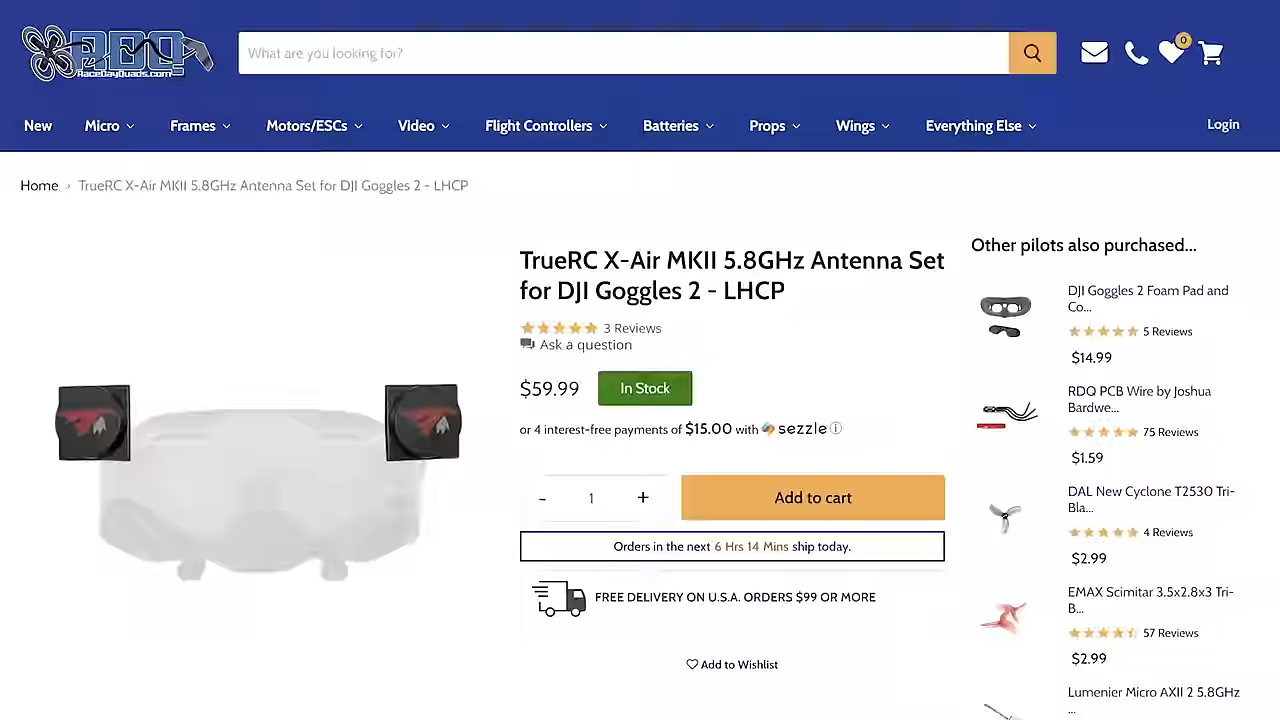 RDQ
RaceDayQuads.com
What are you looking for?
0
New
Micro
Frames
Motors/ESCs
Video
Flight Controllers
Batteries
Props
Wings
Everything Else
Login
Home › TrueRC X-Air MKII 5.8GHz Antenna Set for DJI Goggles 2 - LHCP
TrueRC X-Air MKII 5.8GHz Antenna Set
for DJI Goggles 2 - LHCP
3 Reviews
Ask a question
$59.99
In Stock
or 4 interest-free payments of $15.00 with sezzle
- 1 +
Add to cart
Orders in the next 6 Hrs 14 Mins ship today.
FREE DELIVERY ON U.S.A. ORDERS $99 OR MORE
Add to Wishlist
Other pilots also purchased...
DJI Goggles 2 Foam Pad and
Co...
5 Reviews
$14.99
RDQ PCB Wire by Joshua
Bardwe...
75 Reviews
$1.59
DAL New Cyclone T2530 Tri-
Bla...
4 Reviews
$2.99
EMAX Scimitar 3.5x2.8x3 Tri-
B...
57 Reviews
$2.99
Lumenier Micro AXII 2 5.8GHz
...